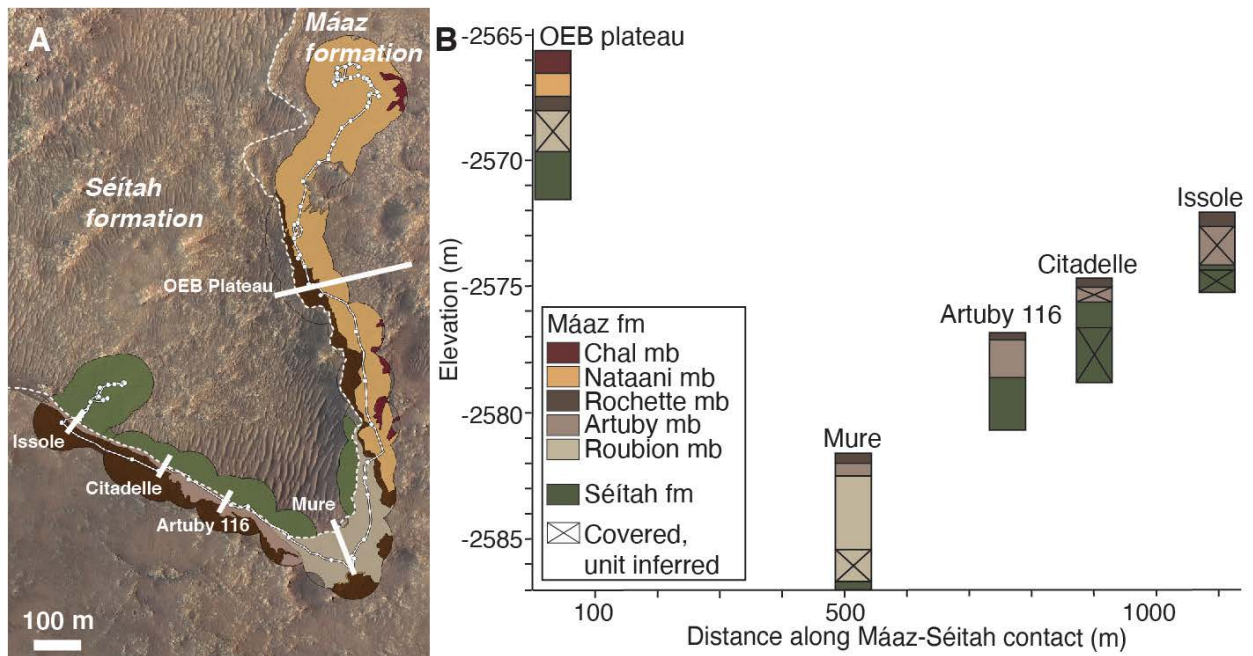 A
Máaz
formation
Séítah
formation
OEB Plateau
Issole
Citadelle
Artuby 116
Mure
100 m
B
OEB plateau
Issole
Citadelle
Artuby 116
Mure
Elevation (m)
-2565
-2570
-2575
-2580
-2585
Máaz fm
Chal mb
Nataani mb
Rochette mb
Artuby mb
Roubion mb
Séítah fm
Covered,
unit inferred
100
500
1000
Distance along Máaz-Séitah contact (m)